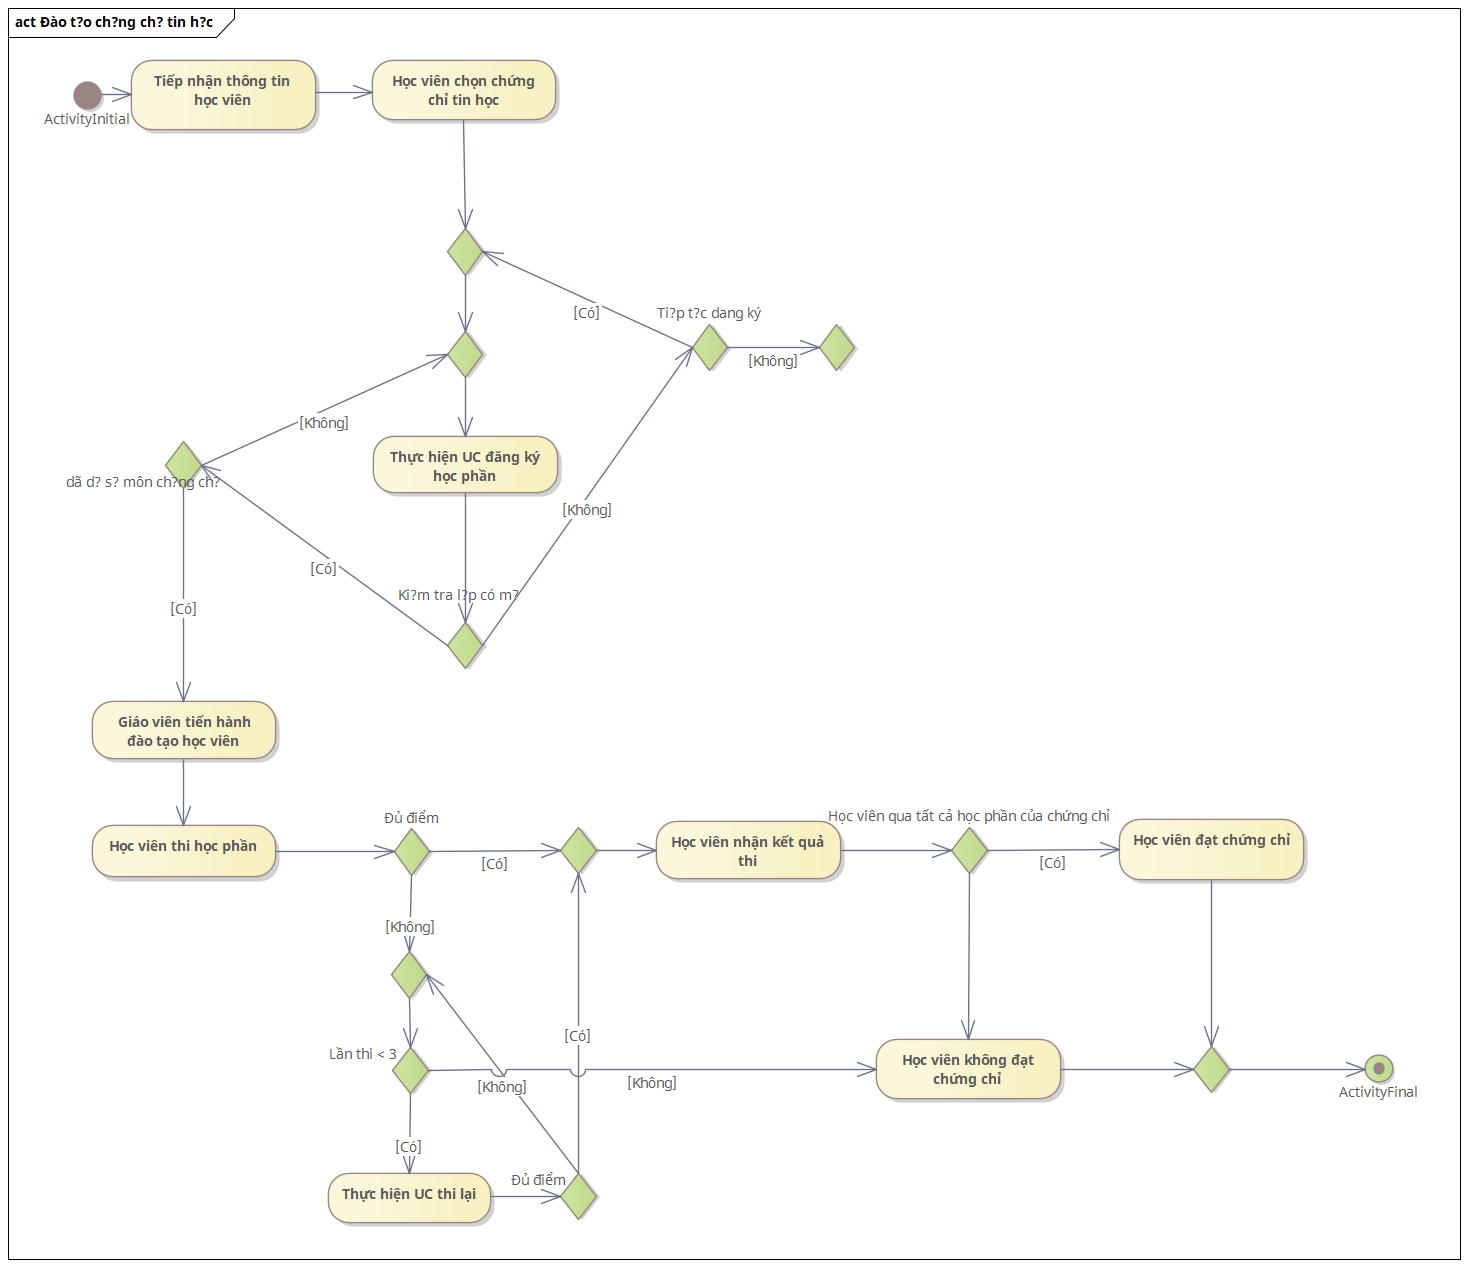 act Đào t?o ch?ng ch? tin h?c
Tiếp nhận thông tin
học viên
Học viên chọn chứng
chỉ tin học
ActivityInitial
[Có]
Ti?p t?c dang ký
[Không]
[Không]
dã d? s? môn ch?ng ch?
Thực hiện UC đăng ký
học phần
[Không]
[Có]
Ki?m tra l?p có m?
[Có]
Giáo viên tiến hành
đào tạo học viên
Học viên thi học phần
Đủ điểm
[Có]
Học viên nhận kết quả
thi
Học viên qua tất cả học phần của chứng chỉ
[Có]
Học viên đạt chứng chỉ
[Không]
Lần thi < 3
[Có]
[Không]
[Không]
Học viên không đạt
chứng chỉ
ActivityFinal
[Có]
Thực hiện UC thi lại
Đủ điểm